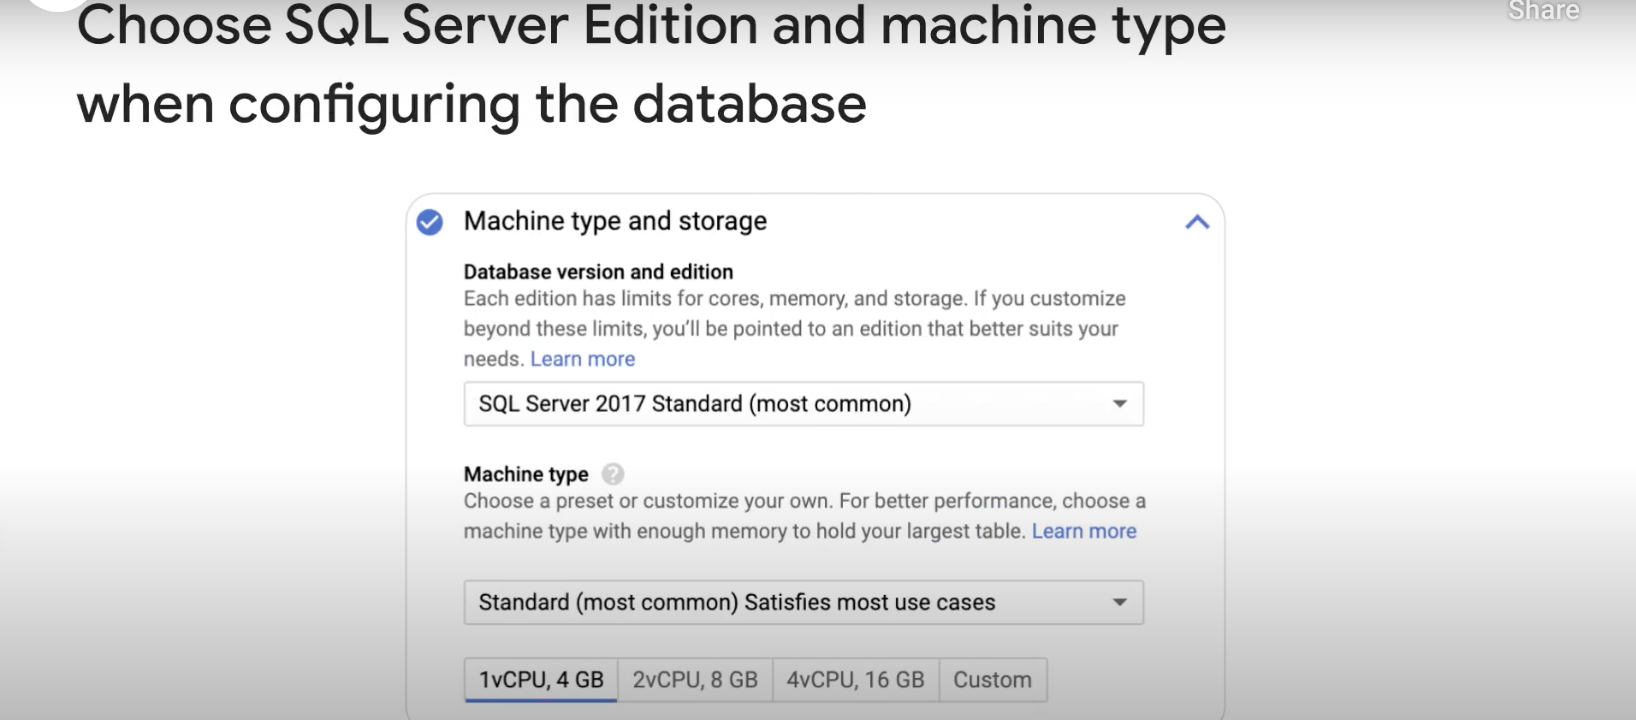 Choose SQL Server Edition and machine type
Share
when configuring the database
Machine type and storage
Database version and edition
Each edition has limits for cores, memory, and storage. If you customize
beyond these limits, you'll be pointed to an edition that better suits your
needs. Learn more
SQL Server 2017 Standard (most common)
Machine type ?
Choose a preset or customize your own. For better performance, choose a
machine type with enough memory to hold your largest table. Learn more
Standard (most common) Satisfies most use cases
1vCPU, 4 GB 2vCPU, 8 GB 4vCPU, 16 GB Custom